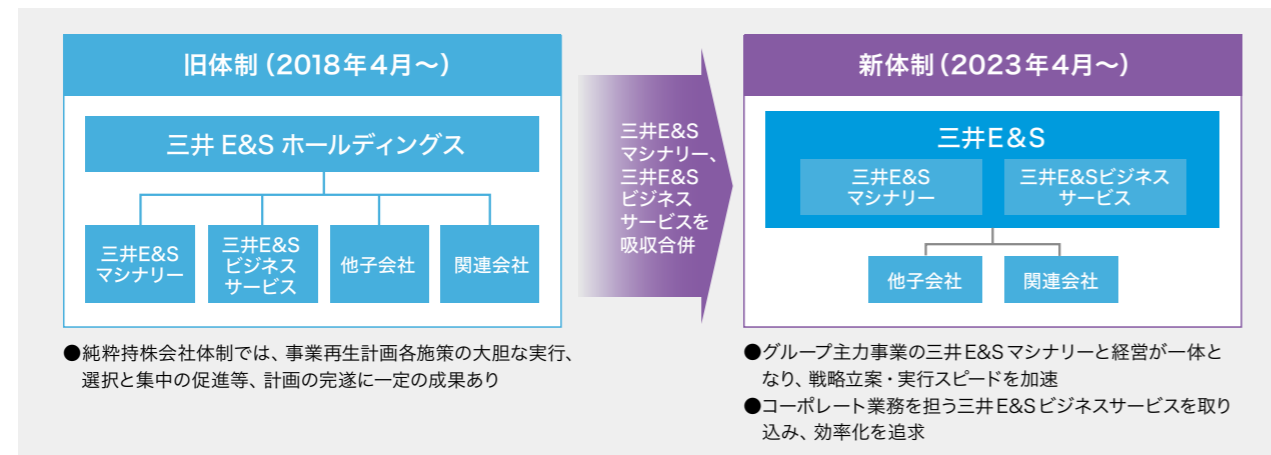 旧体制（2018年4月～）
三井 E&S ホールディングス
三井E&S
マシナリー
三井E&S
ビジネス
サービス
他子会社
関連会社
●純粋持株会社体制では、事業再生計画各施策の大胆な実行、
選択と集中の促進等、計画の完遂に一定の成果あり
三井E&S
マシナリー、
三井E&S
ビジネス
サービスを
吸収合併
新体制（2023年4月～）
三井E&S
三井E&S
マシナリー
三井E&Sビジネス
サービス
他子会社
関連会社
●グループ主力事業の三井E&Sマシナリーと経営が一体と
なり、戦略立案・実行スピードを加速
●コーポレート業務を担う三井E&Sビジネスサービスを取り
込み、効率化を追求